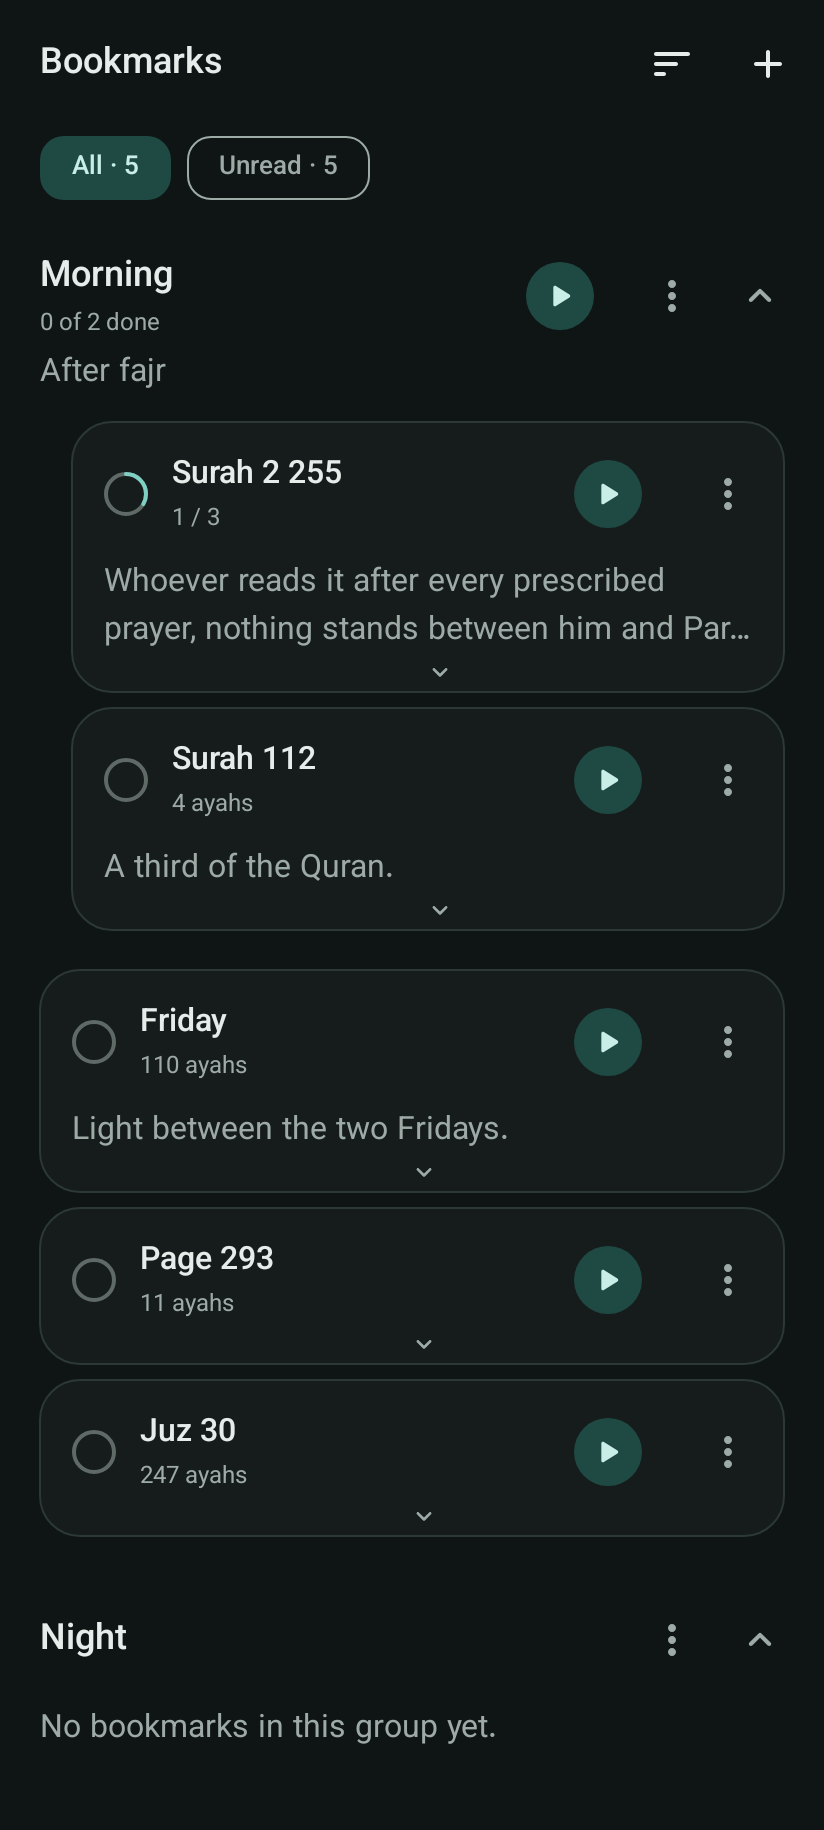 Bookmarks
All · 5
Unread · 5
Morning
0 of 2 done
After fajr
Surah 2 255
1 / 3
Whoever reads it after every prescribed
prayer, nothing stands between him and Par...
Surah 112
4 ayahs
A third of the Quran.
Friday
110 ayahs
Light between the two Fridays.
Page 293
11 ayahs
Juz 30
247 ayahs
Night
No bookmarks in this group yet.